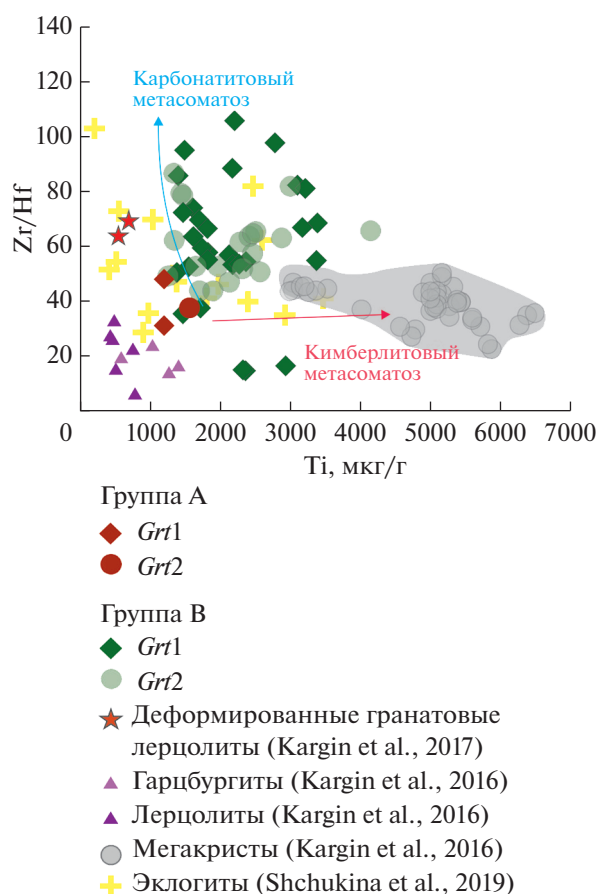 140
120
100
80
60
40
20
Zr/Hf
Карбонатитовый
метасоматоз
Кимберлитовый
метасоматоз
0 1000 2000 3000 4000 5000 6000 7000
Ti, мкг/г
Группа A
Grt1
Grt2
Группа B
Grt1
Grt2
Деформированные гранатовые
лерцолиты (Kargin et al., 2017)
Гарцбургиты (Kargin et al., 2016)
Лерцолиты (Kargin et al., 2016)
Мегакристы (Kargin et al., 2016)
Эклогиты (Shchukina et al., 2019)